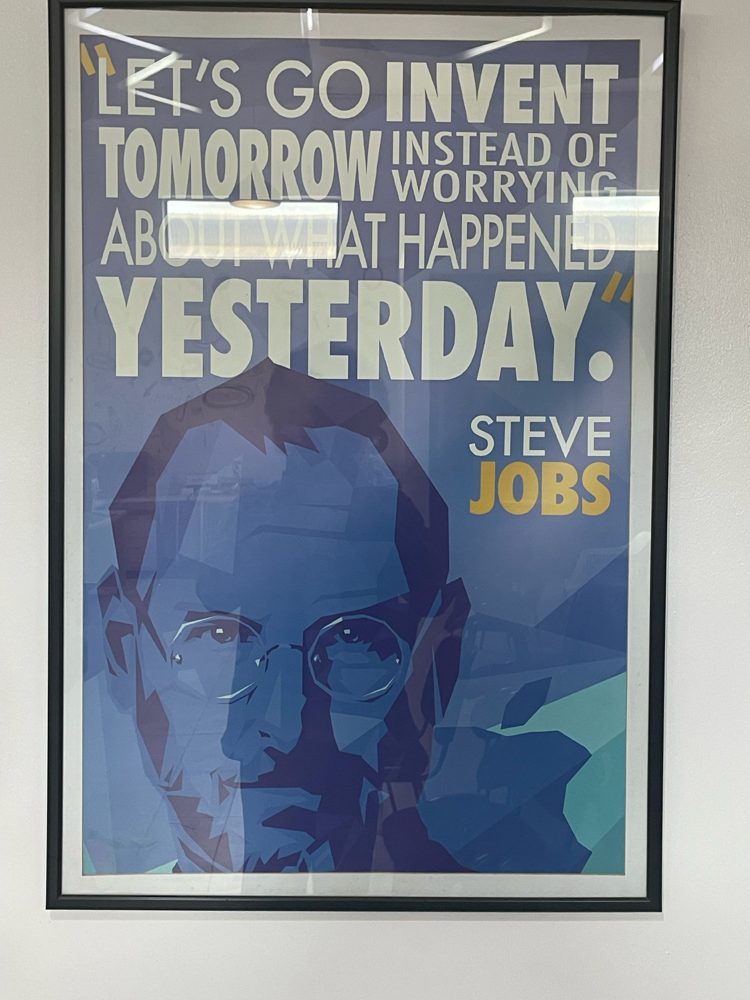 "LET'S GO INVENT
TOMORROW INSTEAD OF
WORRYING
ABOUT WHAT HAPPENED
YESTERDAY."
STEVE
JOBS